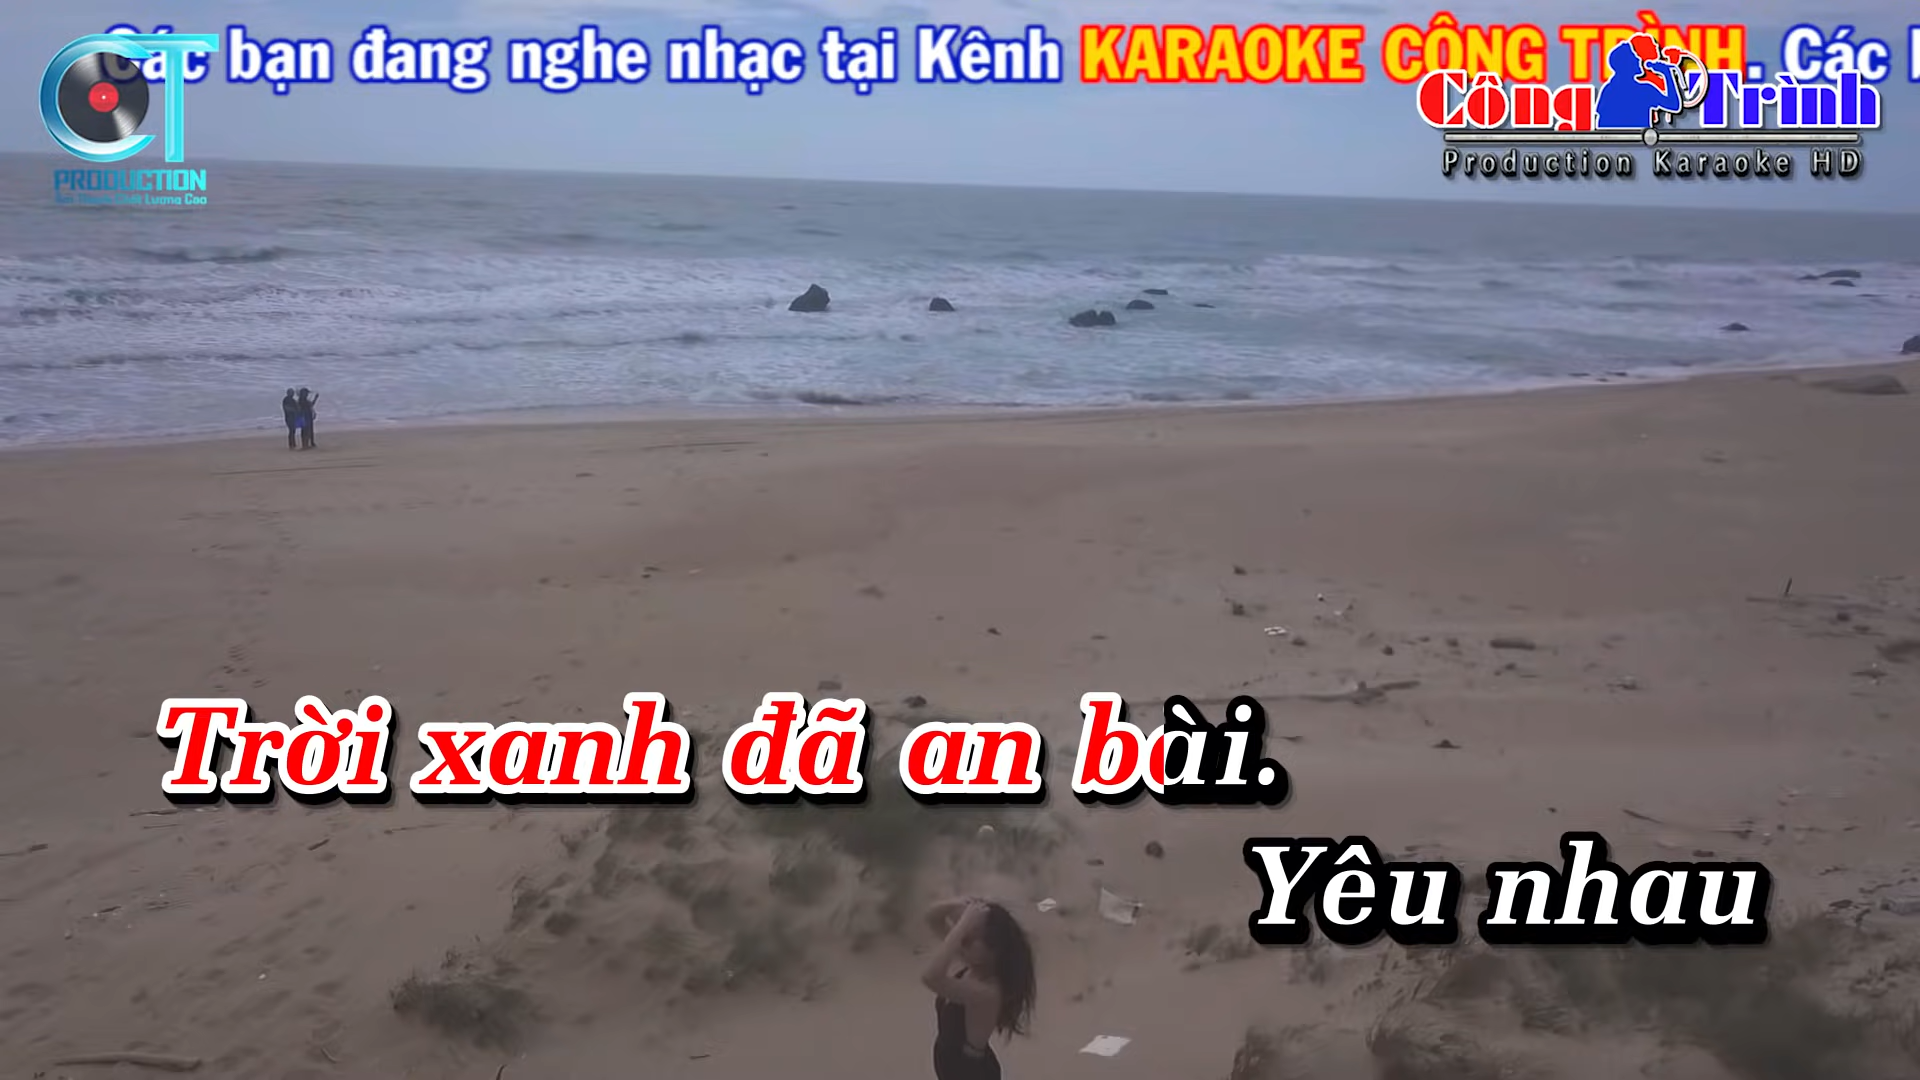 Các bạn đang nghe nhạc tại Kênh KARAOKE CÔNG TRÌNH. Các
CT
PRODUCTION
Công Trình
Production Karaoke HD
Trời xanh đã an bài.
Yêu nhau